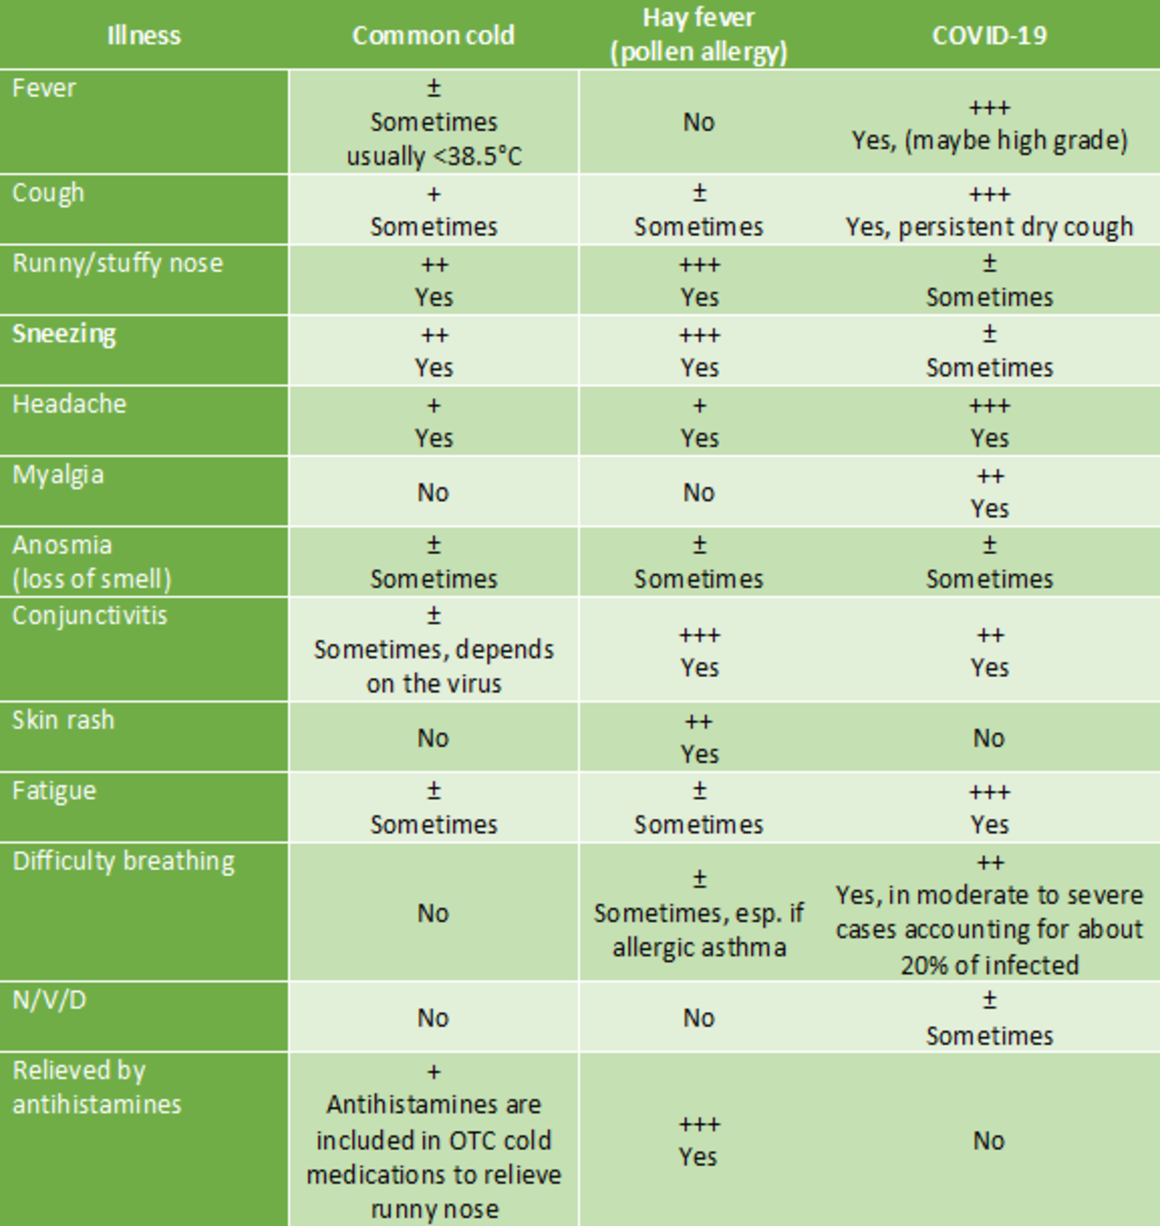 Illness
Common cold
Hay fever
(pollen allergy)
COVID-19
Fever
±
Sometimes
usually <38.5°C
No
+++
Yes, (maybe high grade)
Cough
+
Sometimes
±
Sometimes
+++
Yes, persistent dry cough
Runny/stuffy nose
++
Yes
+++
Yes
±
Sometimes
Sneezing
++
Yes
+++
Yes
±
Sometimes
Headache
+
Yes
+
Yes
+++
Yes
Myalgia
No
No
++
Yes
Anosmia
(loss of smell)
±
Sometimes
±
Sometimes
±
Sometimes
Conjunctivitis
±
Sometimes, depends
on the virus
+++
Yes
++
Yes
Skin rash
No
++
Yes
No
Fatigue
±
Sometimes
±
Sometimes
+++
Yes
Difficulty breathing
No
±
Sometimes, esp. if
allergic asthma
++
Yes, in moderate to severe
cases accounting for about
20% of infected
N/V/D
No
No
±
Sometimes
Relieved by
antihistamines
+
Antihistamines are
included in OTC cold
medications to relieve
runny nose
+++
Yes
No